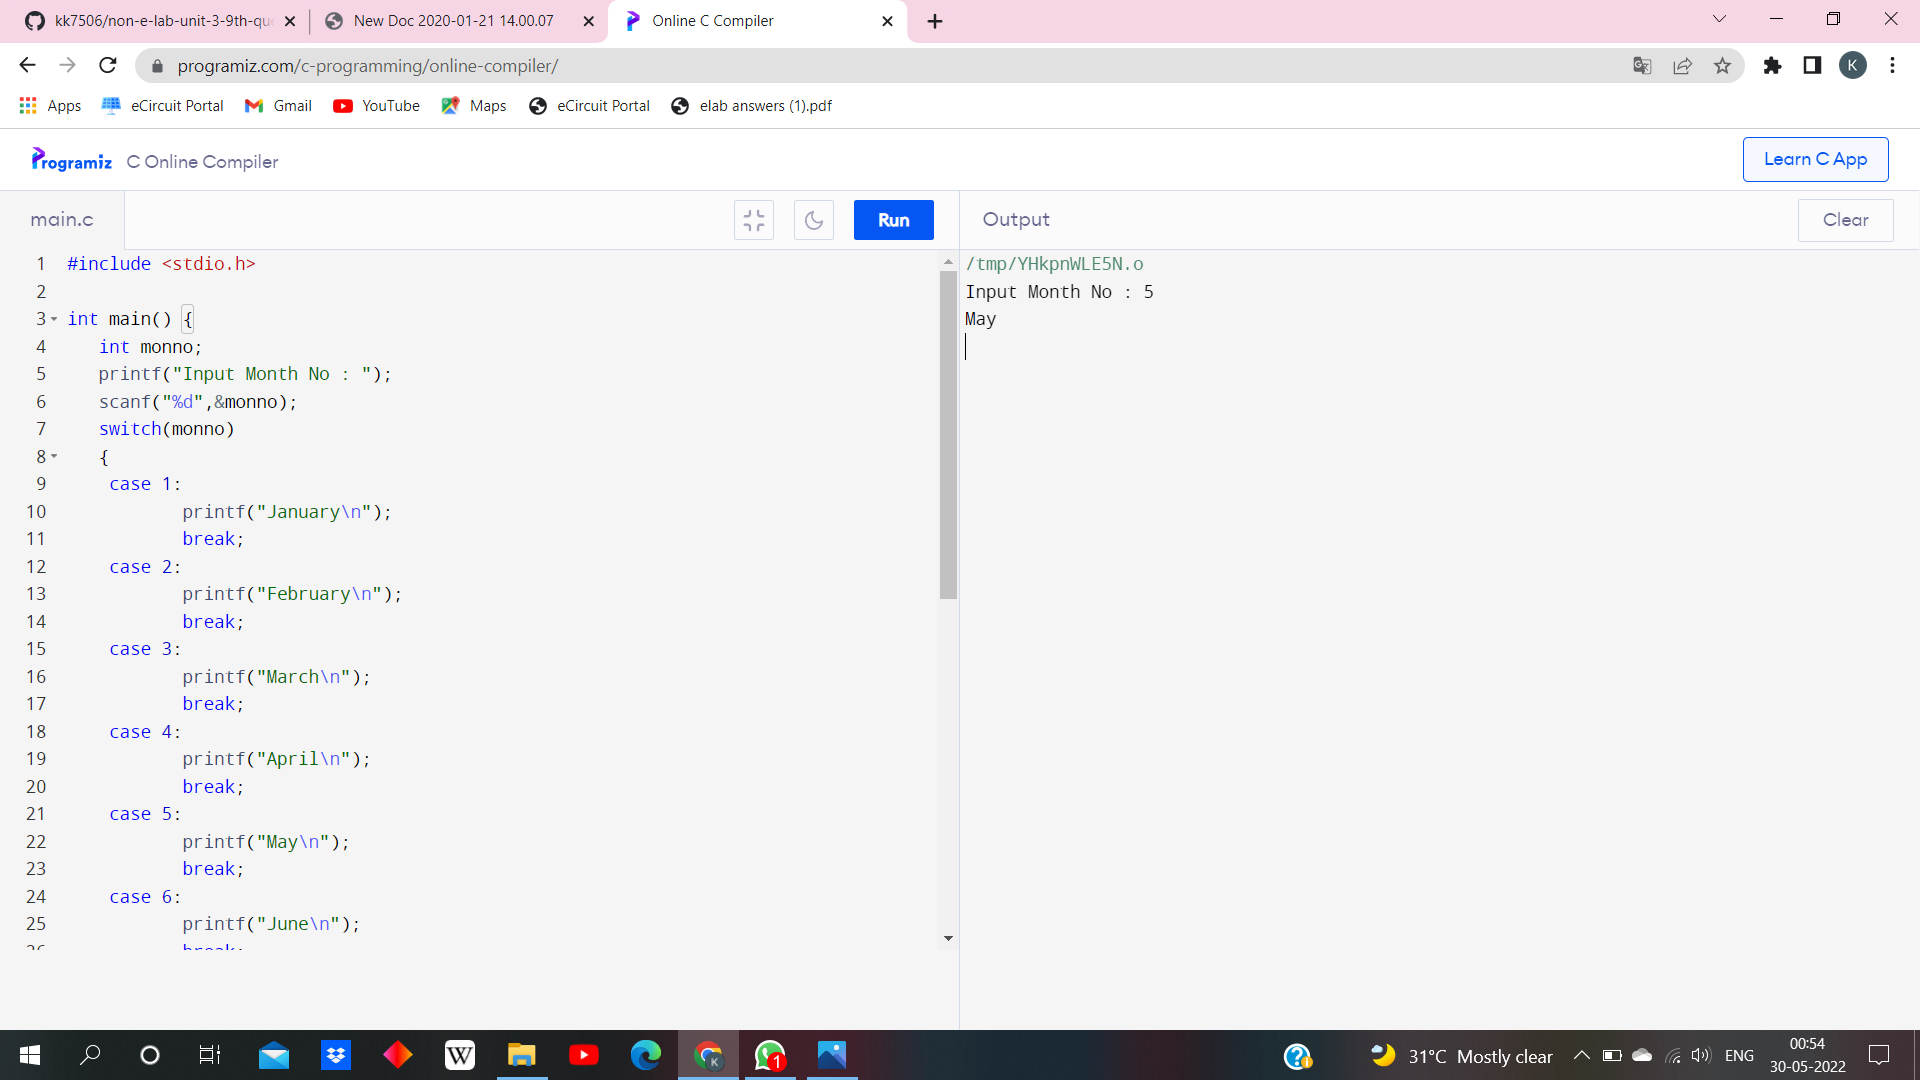 kk7506/non-e-lab-unit-3-9th-que
New Doc 2020-01-21 14.00.07
Online C Compiler
programiz.com/c-programming/online-compiler/
K
Apps
eCircuit Portal
Gmail
YouTube
Maps
eCircuit Portal
elab answers (1).pdf
Programiz
C Online Compiler
Learn C App
main.c
Run
Output
Clear
1 #include <stdio.h>
2
3 int main() {
4 int monno;
5 printf("Input Month No : ");
6 scanf("%d",&monno);
7 switch(monno)
8 {
9 case 1:
10 printf("January\n");
11 break;
12 case 2:
13 printf("February\n");
14 break;
15 case 3:
16 printf("March\n");
17 break;
18 case 4:
19 printf("April\n");
20 break;
21 case 5:
22 printf("May\n");
23 break;
24 case 6:
25 printf("June\n");
26 break;
/tmp/YHkpnWLE5N.o
Input Month No : 5
May
W
K
1
31°C Mostly clear
ENG
00:54
30-05-2022